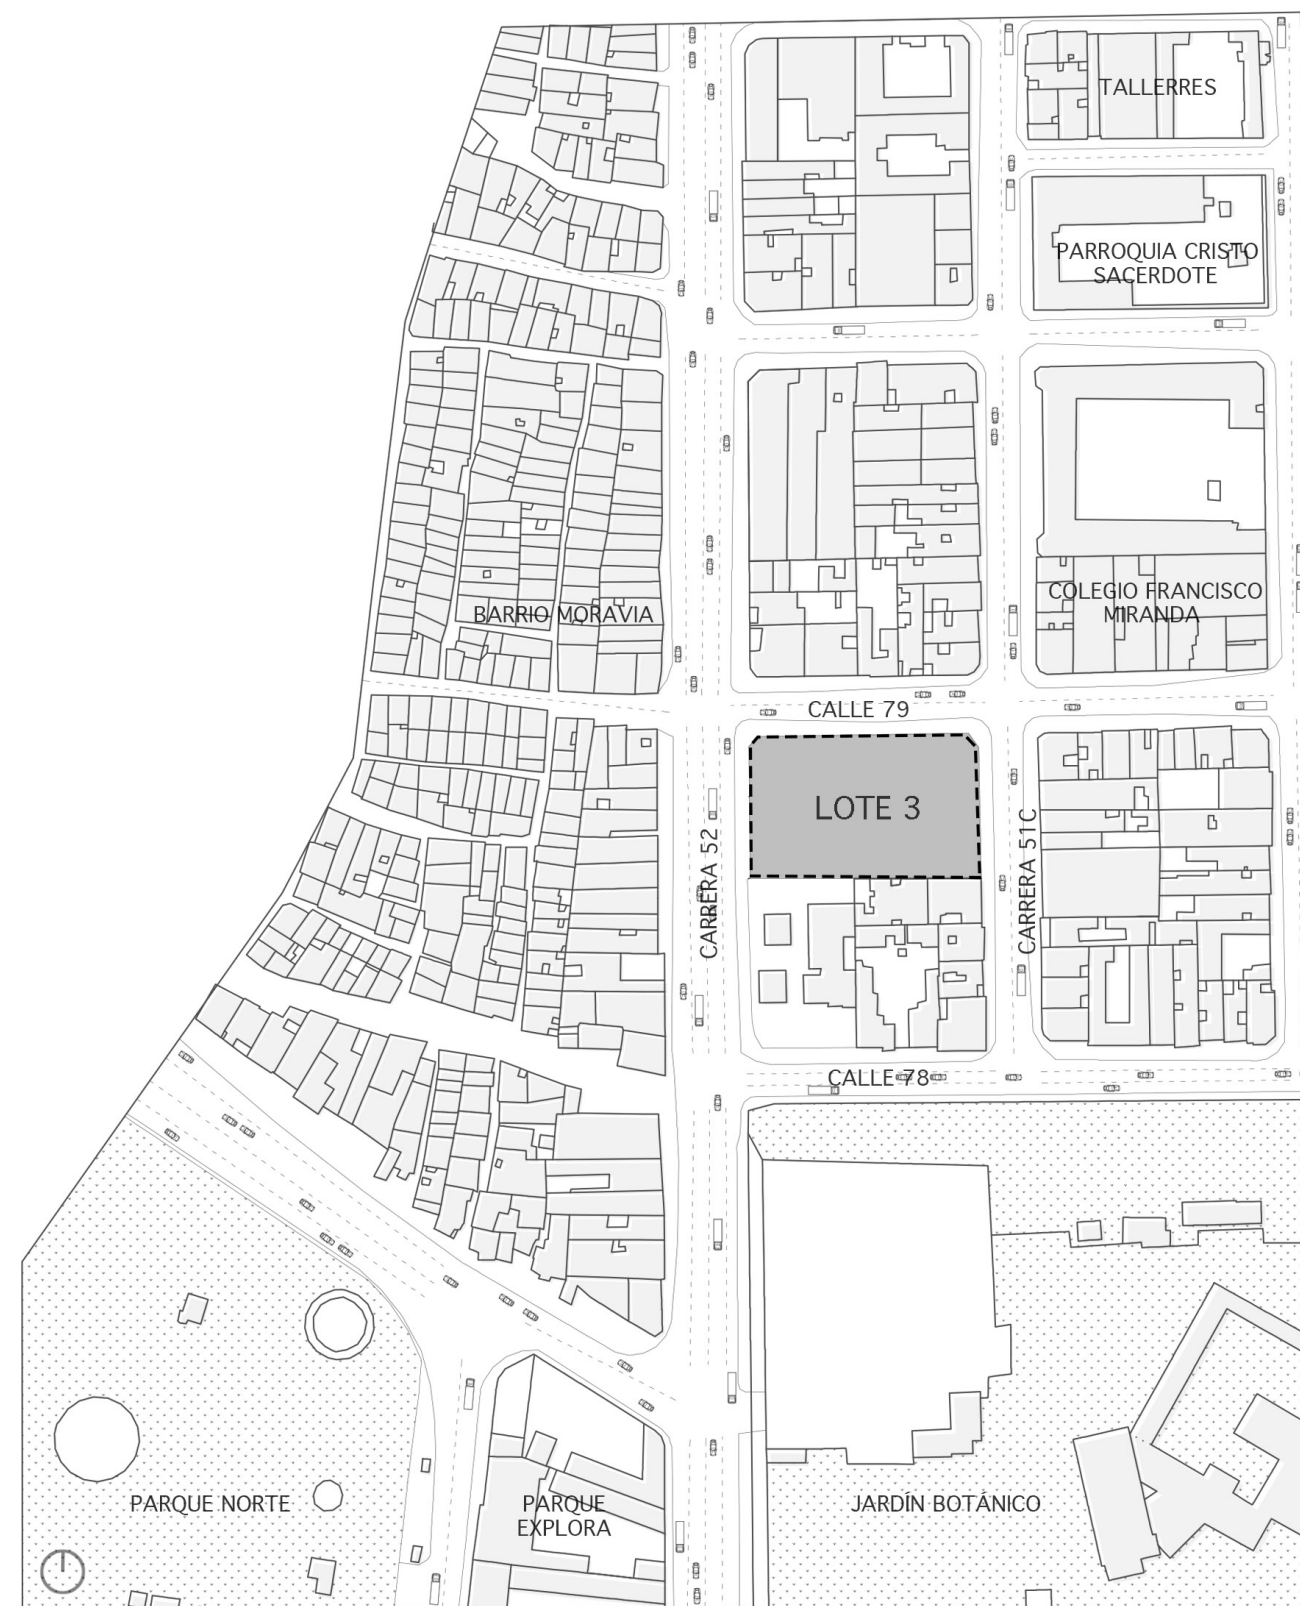 TALLERRES
PARROQUIA CRISTO
SACERDOTE
COLEGIO FRANCISCO
MIRANDA
BARRIO MORAVIA
CALLE 79
LOTE 3
CARRERA 52
CARRERA 51C
CALLE 78
PARQUE NORTE
PARQUE
EXPLORA
JARDÍN BOTÁNICO